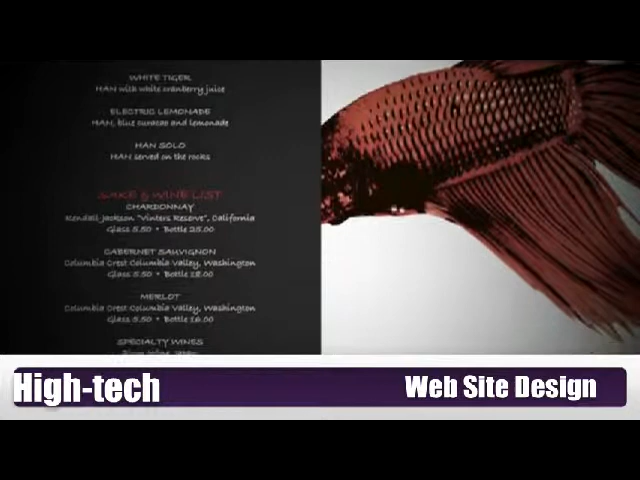 WHITE TIGER
HAN with white cranberry juice
ELECTRIC LEMONADE
HAN, blue curacao and lemonade
HAN SOLO
HAN served on the rocks
SAKE & WINE LIST
CHARDONNAY
Kendall Jackson "Vinters Reserve", California
Glass 5.50 • Bottle 25.00
CABERNET SAUVIGNON
Columbia Crest Columbia Valley, Washington
Glass 5.50 • Bottle 18.00
MERLOT
Columbia Crest Columbia Valley, Washington
Glass 5.50 • Bottle 16.00
SPECIALTY WINES
High-tech
Web Site Design